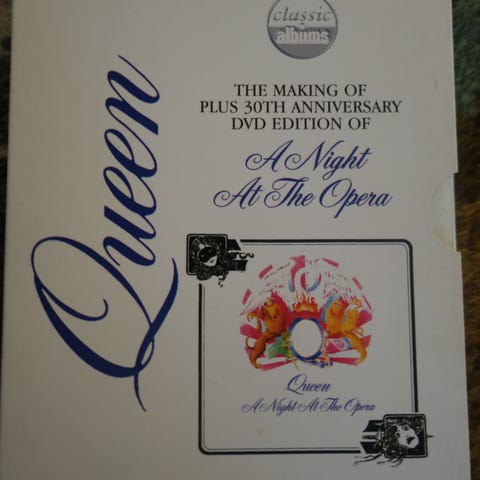 classic
albums
Queen
THE MAKING OF
PLUS 30TH ANNIVERSARY
DVD EDITION OF
A Night
At The Opera
Queen
A Night At The Opera